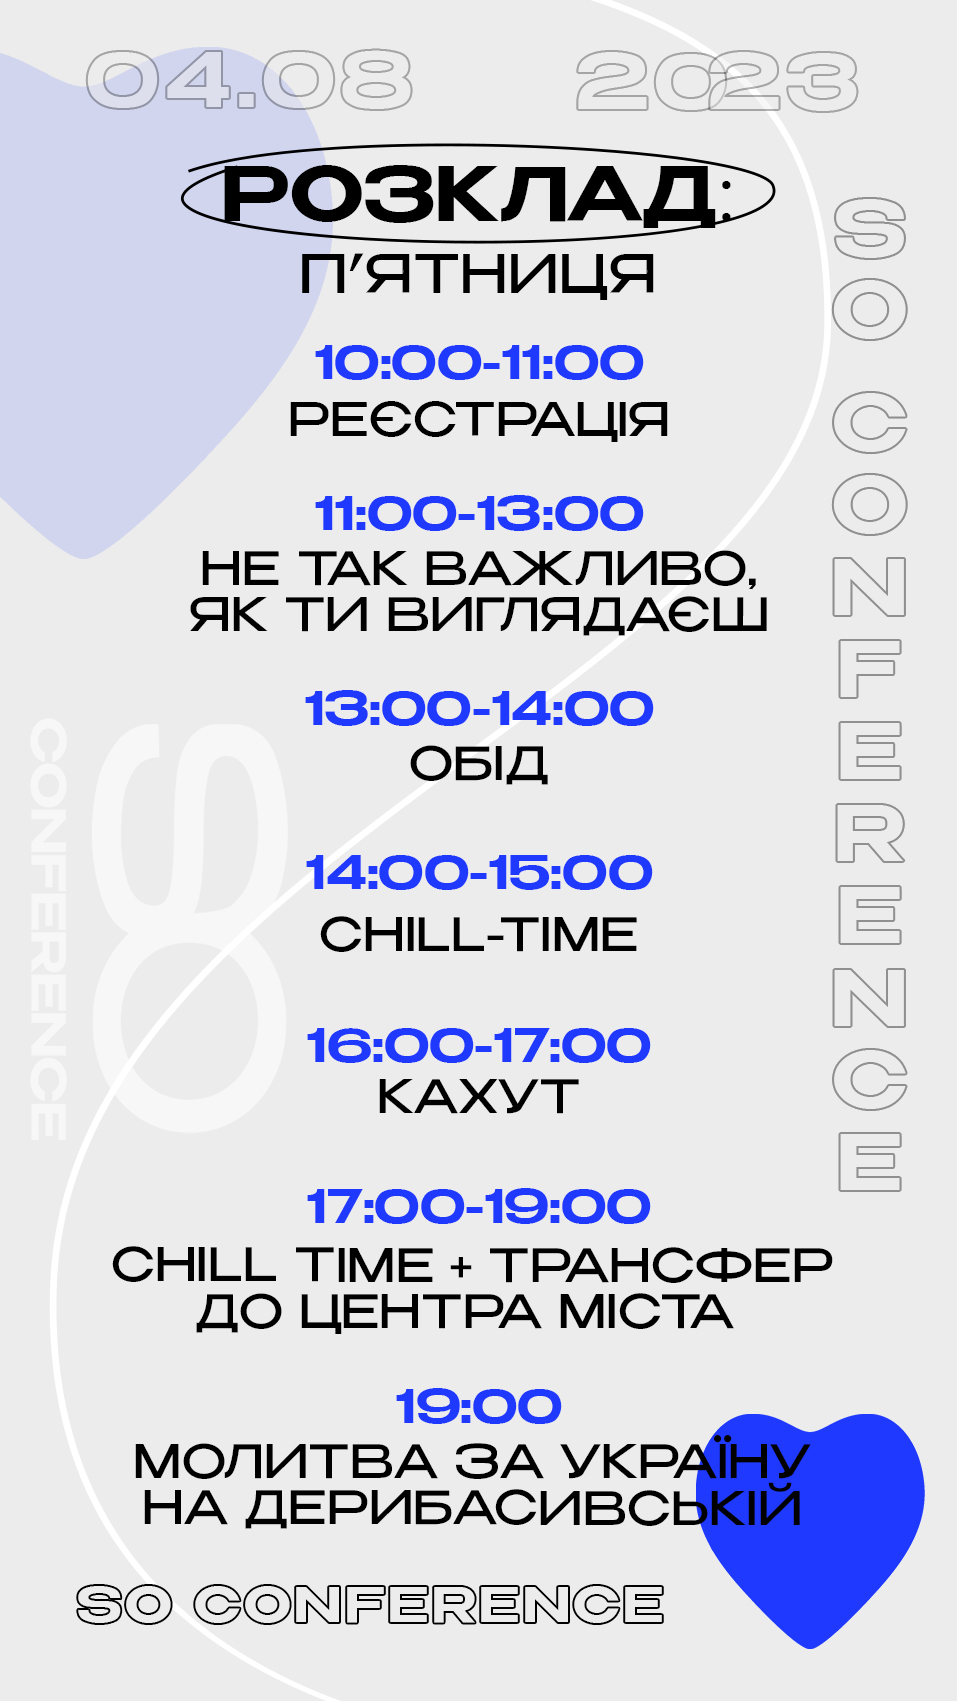 04.08 2023
РОЗКЛАД:
П’ЯТНИЦЯ
10:00-11:00
РЕЄСТРАЦІЯ
11:00-13:00
НЕ ТАК ВАЖЛИВО,
ЯК ТИ ВИГЛЯДАЄШ
13:00-14:00
ОБІД
14:00-15:00
CHILL-TIME
16:00-17:00
КАХУТ
17:00-19:00
CHILL TIME + ТРАНСФЕР
ДО ЦЕНТРА МІСТА
19:00
МОЛИТВА ЗА УКРАЇНУ
НА ДЕРИБАСИВСЬКІЙ
SO CONFERENCE
SO CONFERENCE
SO
CONFERENCE